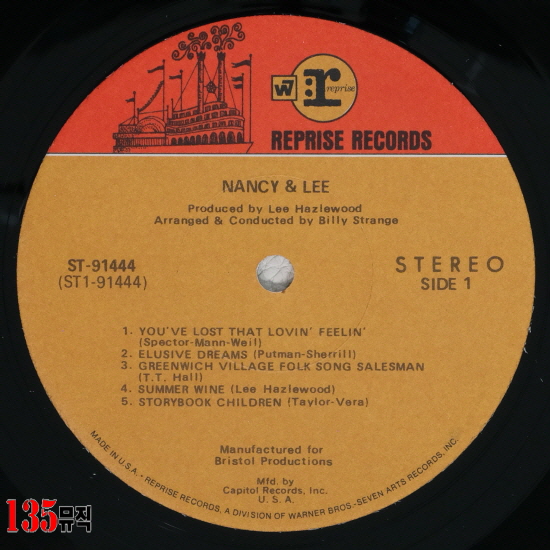 W7 r reprise
REPRISE RECORDS
NANCY & LEE
Produced by Lee Hazlewood
Arranged & Conducted by Billy Strange
ST-91444
(ST1-91444)
STEREO
SIDE 1
1. YOU'VE LOST THAT LOVIN' FEELIN'
(Spector-Mann-Weil)
2. ELUSIVE DREAMS (Putman-Sherrill)
3. GREENWICH VILLAGE FOLK SONG SALESMAN
(T.T. Hall)
4. SUMMER WINE (Lee Hazlewood)
5. STORYBOOK CHILDREN (Taylor-Vera)
Manufactured for
Bristol Productions
Mfd. by
Capitol Records, Inc.
U. S. A.
MADE IN U.S.A. - REPRISE RECORDS, A DIVISION OF WARNER BROS.-SEVEN ARTS RECORDS, INC.
135뮤직